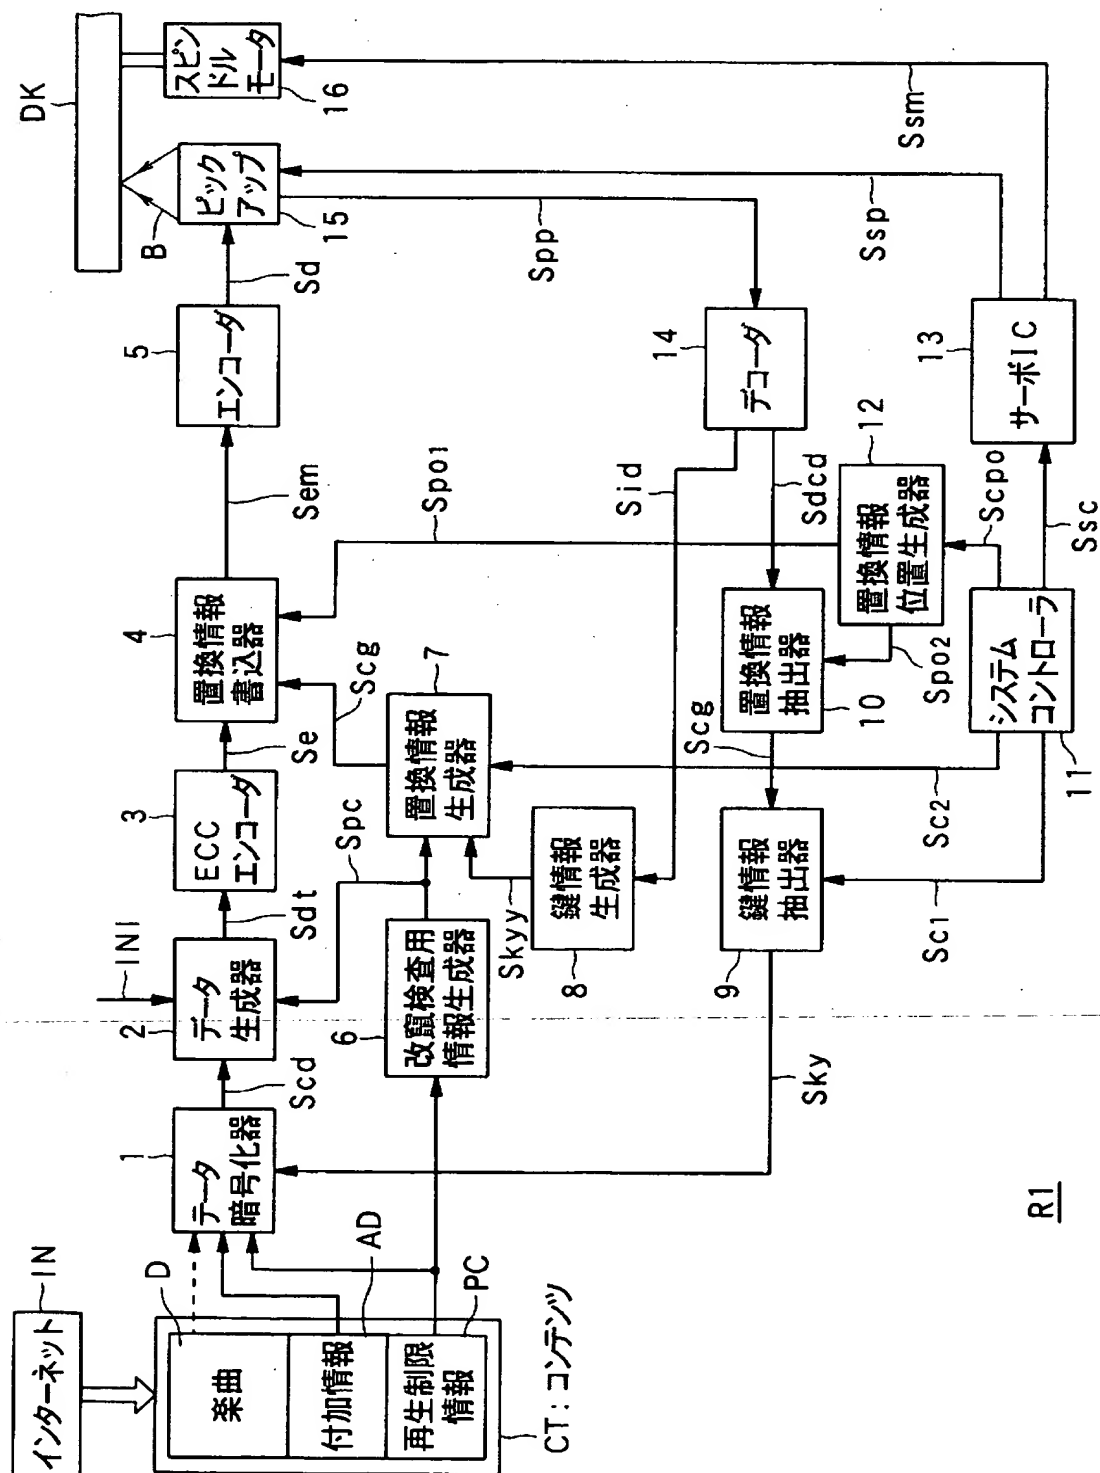 インターネット
IN
楽曲
D
付加情報
AD
再生制限
情報
PC
CT:コンテンツ
データ
暗号化器
1
Scd
データ
生成器
2
IN1
Sdt
ECC
エンコーダ
3
Se
置換情報
書込器
4
Sem
エンコーダ
5
Sd
ピック
アップ
15
B
DK
スピン
ドル
モータ
16
改竄検査用
情報生成器
6
Spc
置換情報
生成器
7
Scg
Spo1
鍵情報
生成器
8
Skyy
Sid
Spp
Ssp
Ssm
デコーダ
14
Sdcd
置換情報
抽出器
10
Scg
鍵情報
抽出器
9
Sky
置換情報
位置生成器
12
Spo2
Scpo
システム
コントローラ
11
Sc1
Sc2
Ssc
サーボIC
13
R1